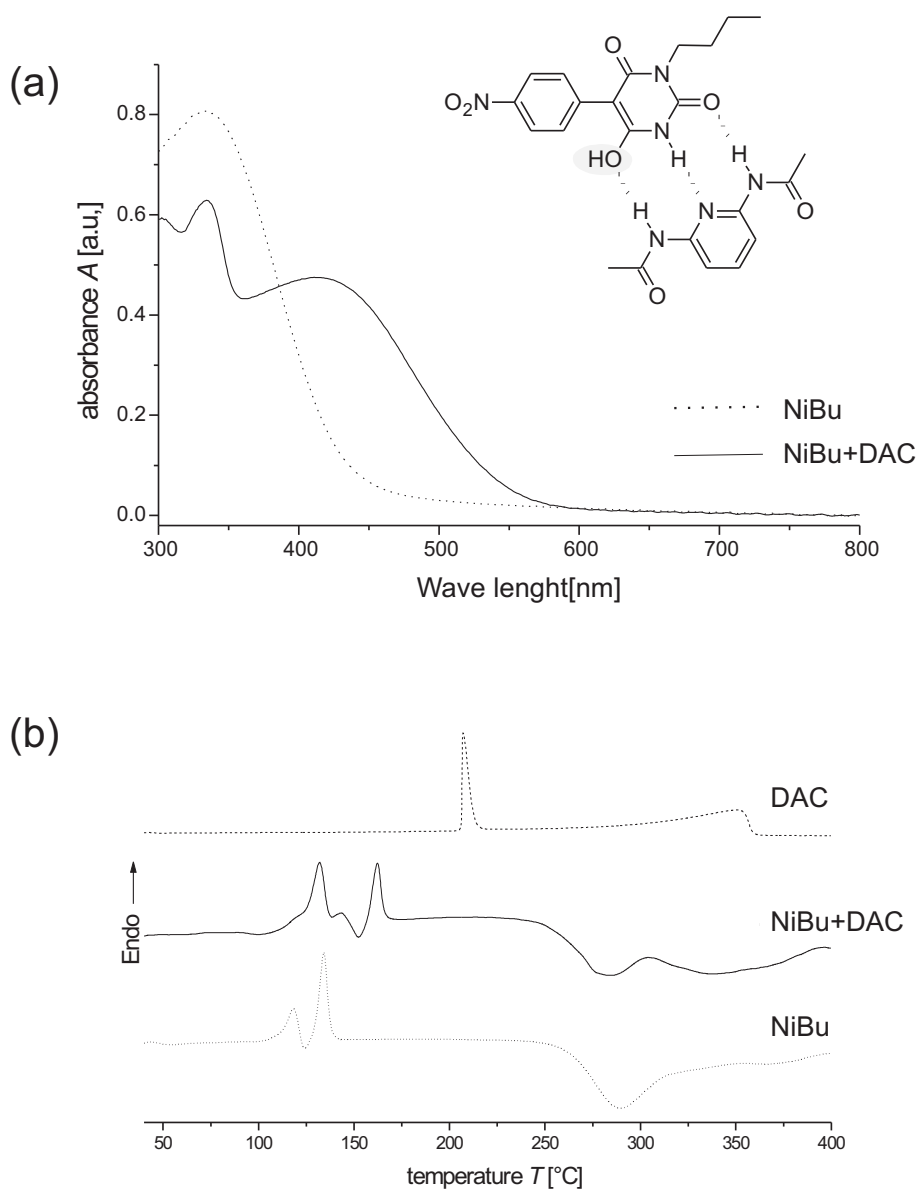 (a)
absorbance A [a.u,]
0.8
0.6
0.4
0.2
0.0
300 400 500 600 700 800
Wave lenght[nm]
O
N
O₂N
N
O
HO
H
H
N
H
N
N
O
O
NiBu
NiBu+DAC
(b)
Endo
DAC
NiBu+DAC
NiBu
50 100 150 200 250 300 350 400
temperature T [°C]